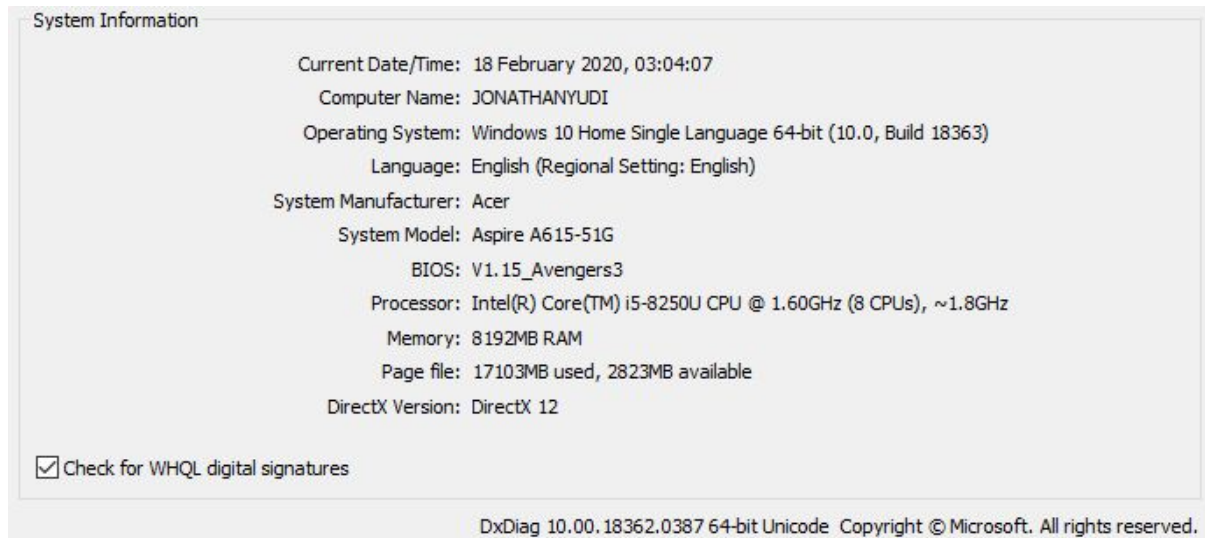 System Information
Current Date/Time: 18 February 2020, 03:04:07
Computer Name: JONATHANYUDI
Operating System: Windows 10 Home Single Language 64-bit (10.0, Build 18363)
Language: English (Regional Setting: English)
System Manufacturer: Acer
System Model: Aspire A615-51G
BIOS: V1.15_Avengers3
Processor: Intel(R) Core(TM) i5-8250U CPU @ 1.60GHz (8 CPUs), ~1.8GHz
Memory: 8192MB RAM
Page file: 17103MB used, 2823MB available
DirectX Version: DirectX 12
Check for WHQL digital signatures
DxDiag 10.00.18362.0387 64-bit Unicode Copyright © Microsoft. All rights reserved.